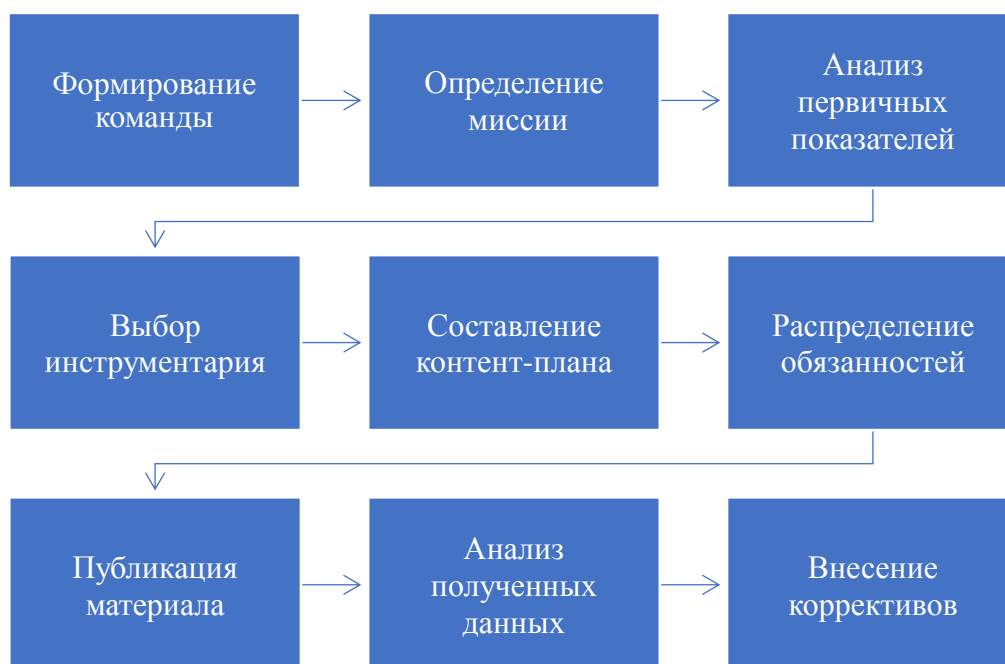 Формирование
команды
Определение
миссии
Анализ
первичных
показателей
Выбор
инструментария
Составление
контент-плана
Распределение
обязанностей
Публикация
материала
Анализ
полученных
данных
Внесение
коррективов